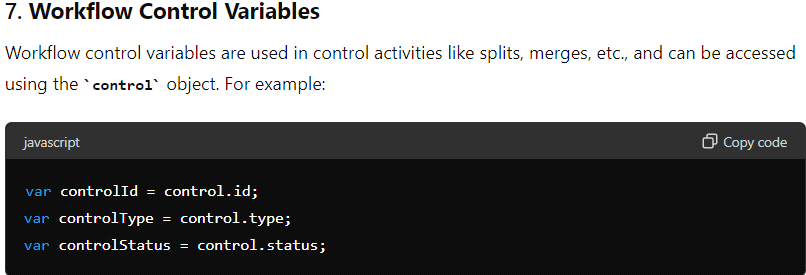 7. Workflow Control Variables
Workflow control variables are used in control activities like splits, merges, etc., and can be accessed
using the `control` object. For example:
javascript Copy code
var controlId = control.id;
var controlType = control.type;
var controlStatus = control.status;